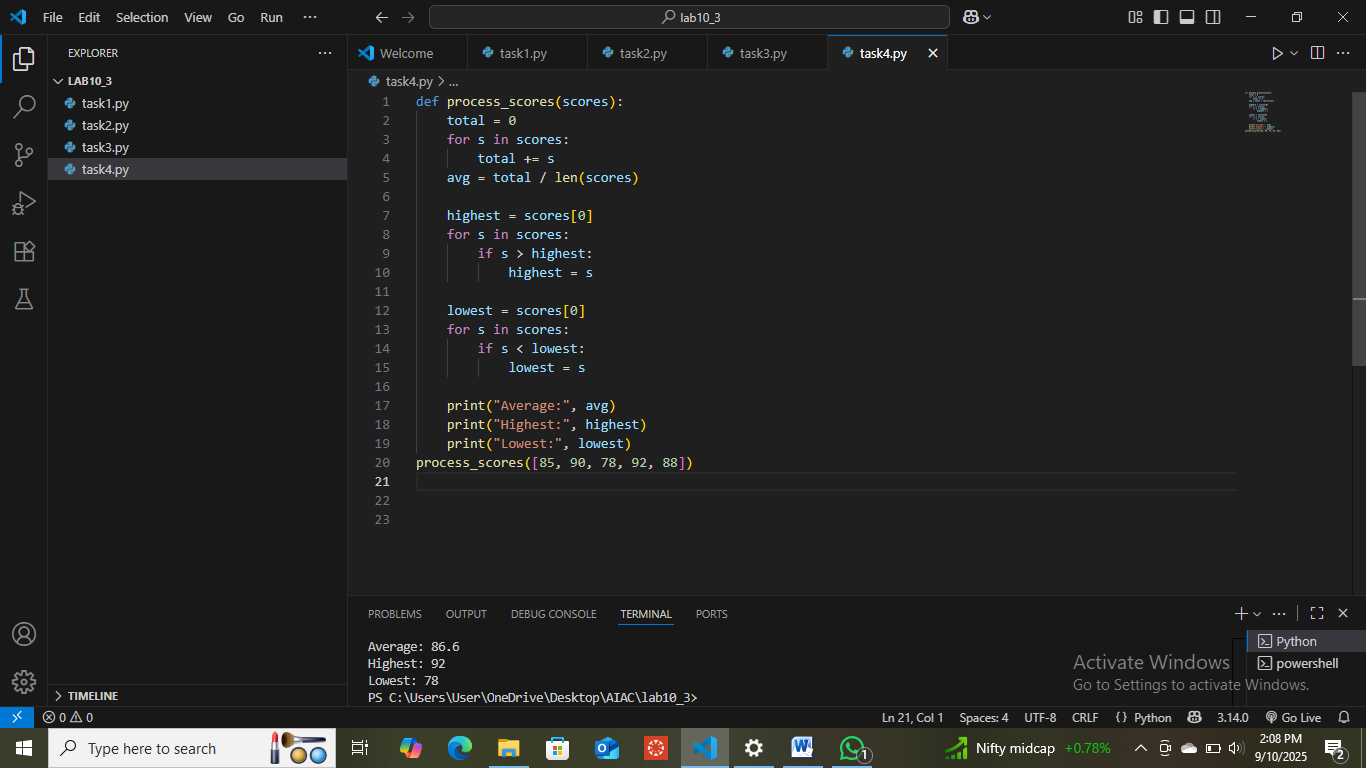 File Edit Selection View Go Run ···
lab10_3
EXPLORER ···
LAB10_3
task1.py
task2.py
task3.py
task4.py
TIMELINE
Welcome task1.py task2.py task3.py task4.py
task4.py > ...
1 def process_scores(scores):
2 total = 0
3 for s in scores:
4 total += s
5 avg = total / len(scores)
6
7 highest = scores[0]
8 for s in scores:
9 if s > highest:
10 highest = s
11
12 lowest = scores[0]
13 for s in scores:
14 if s < lowest:
15 lowest = s
16
17 print("Average:", avg)
18 print("Highest:", highest)
19 print("Lowest:", lowest)
20 process_scores([85, 90, 78, 92, 88])
21
22
23
PROBLEMS OUTPUT DEBUG CONSOLE TERMINAL PORTS
Average: 86.6
Highest: 92
Lowest: 78
PS C:\Users\User\OneDrive\Desktop\AIAC\lab10_3>
Python
powershell
Activate Windows
Go to Settings to activate Windows.
0 0
Ln 21, Col 1 Spaces: 4 UTF-8 CRLF {} Python 3.14.0 Go Live
Type here to search
1
Nifty midcap +0.78%
2:08 PM
9/10/2025
2